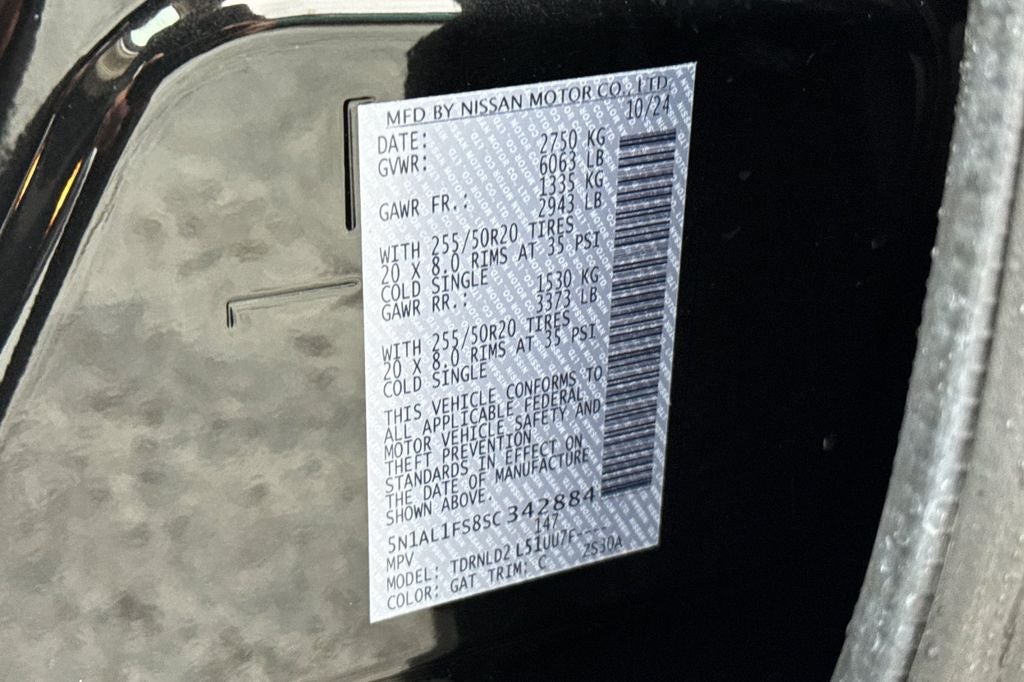 MFD BY NISSAN MOTOR CO., LTD.
DATE: 10/24
GVWR: 2750 KG
6063 LB
GAWR FR.: 1335 KG
2943 LB
WITH 255/50R20 TIRES
20 X 8.0 RIMS AT 35 PSI
COLD SINGLE
GAWR RR.: 1530 KG
3373 LB
WITH 255/50R20 TIRES
20 X 8.0 RIMS AT 35 PSI
COLD SINGLE
THIS VEHICLE CONFORMS TO
ALL APPLICABLE FEDERAL
MOTOR VEHICLE SAFETY AND
THEFT PREVENTION
STANDARDS IN EFFECT ON
THE DATE OF MANUFACTURE
SHOWN ABOVE.
5N1AL1FS8SC342884
MPV 147
MODEL: TDRNLD2 L51UU7F----
COLOR: GAT TRIM: C 2S30A